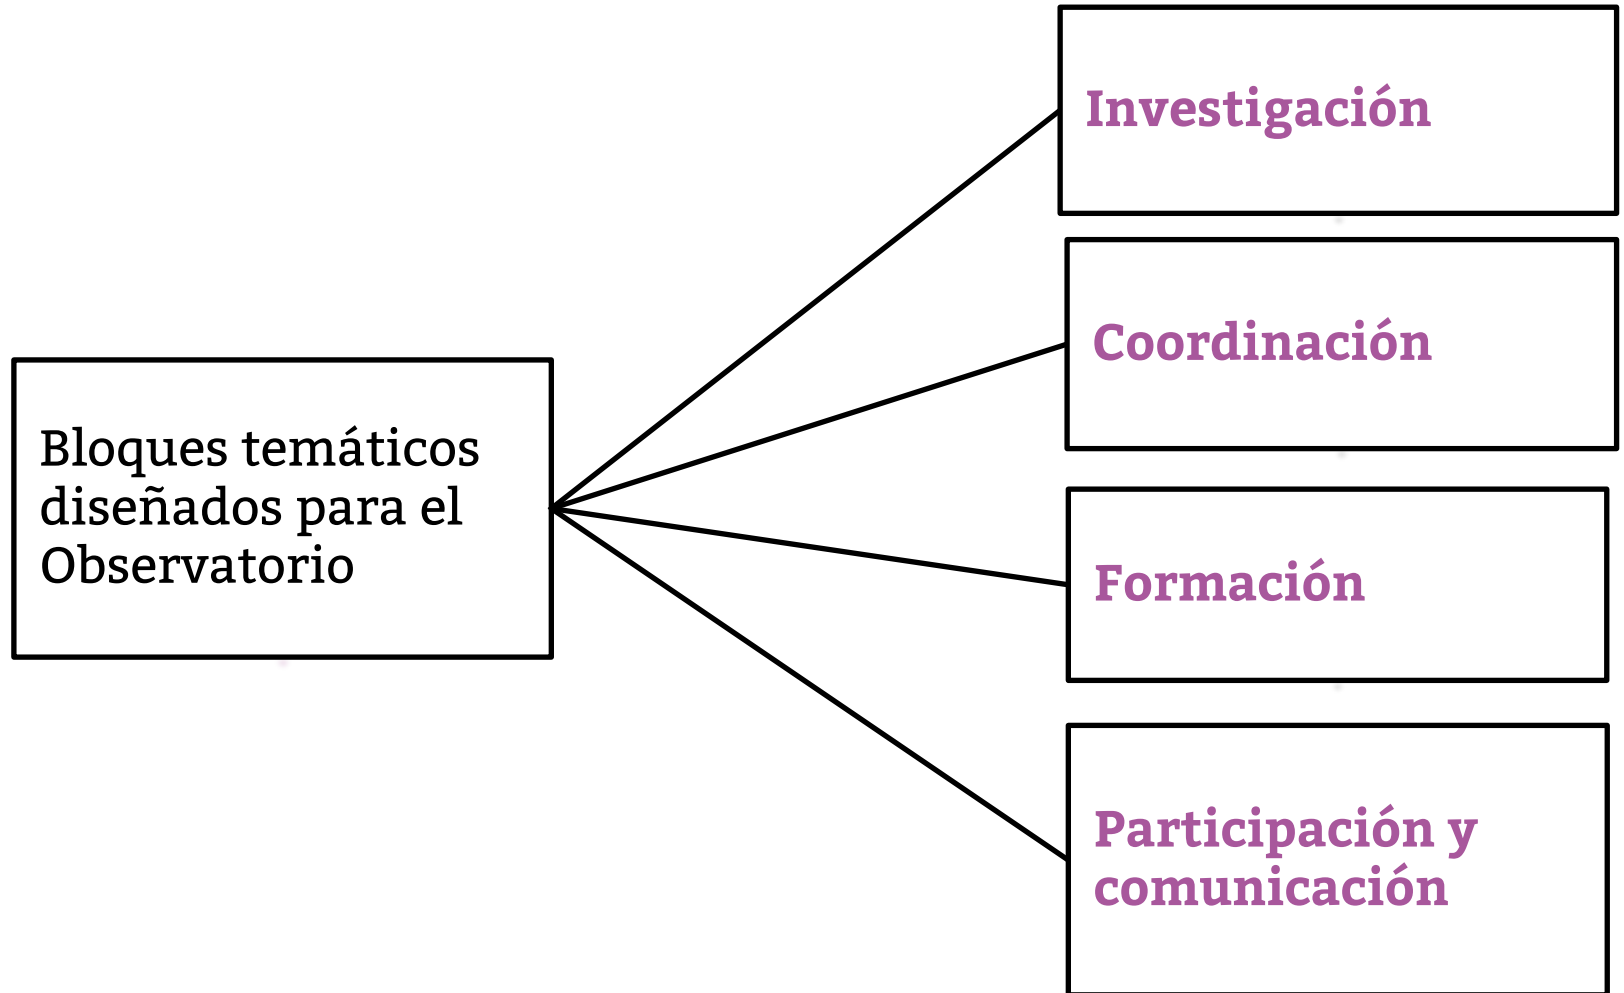 Bloques temáticos
diseñados para el
Observatorio
Investigación
Coordinación
Formación
Participación y
comunicación